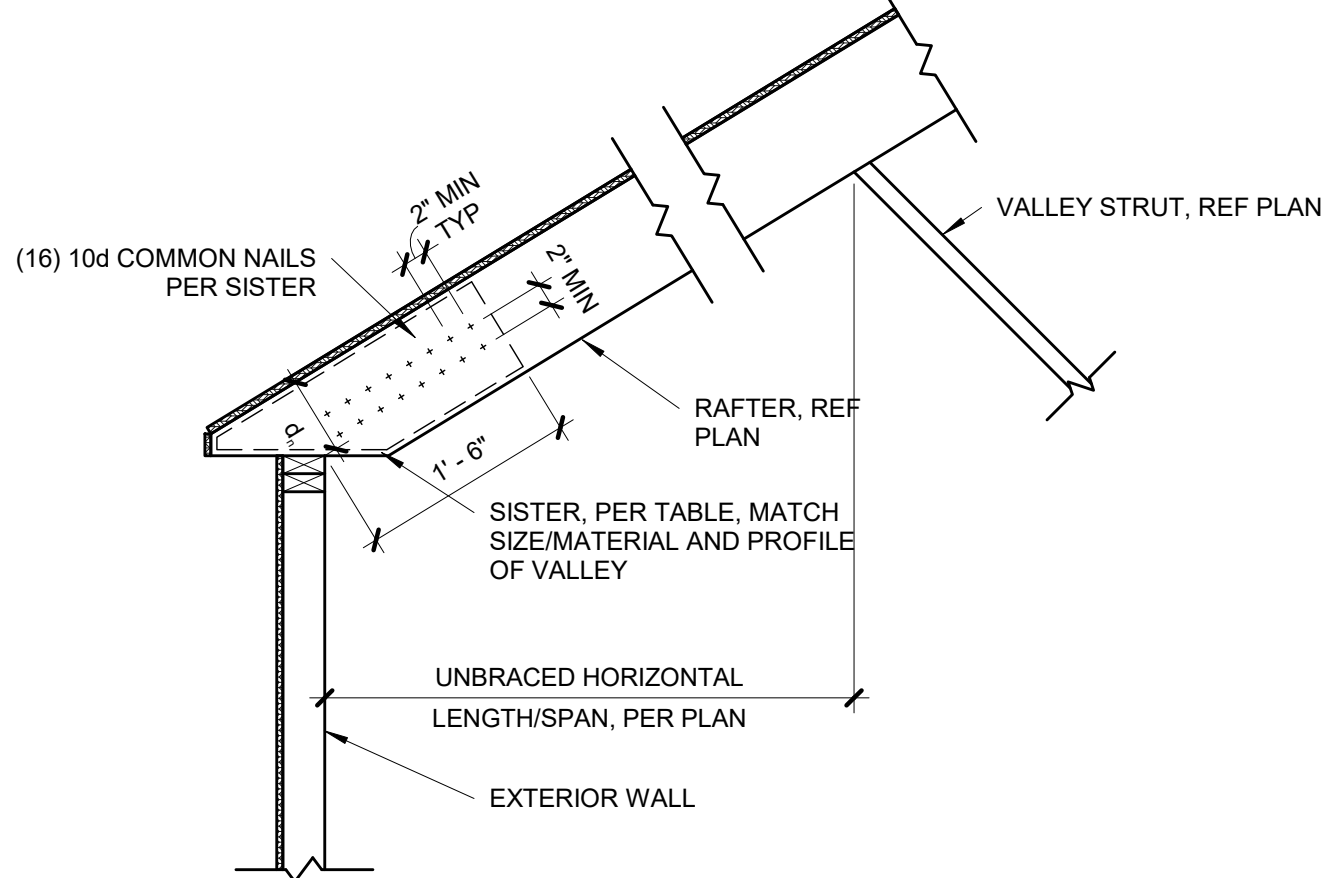 2" MIN
TYP
(16) 10d COMMON NAILS
PER SISTER
2" MIN
VALLEY STRUT, REF PLAN
RAFTER, REF
PLAN
dn
1' - 6"
SISTER, PER TABLE, MATCH
SIZE/MATERIAL AND PROFILE
OF VALLEY
UNBRACED HORIZONTAL
LENGTH/SPAN, PER PLAN
EXTERIOR WALL